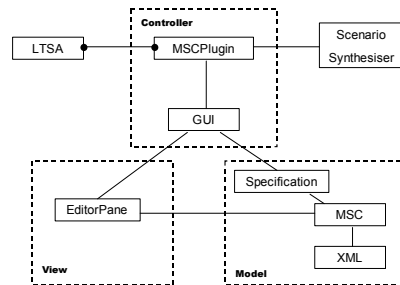 Controller
LTSA
MSCPlugin
Scenario
Synthesiser
GUI
Specification
EditorPane
MSC
XML
View
Model